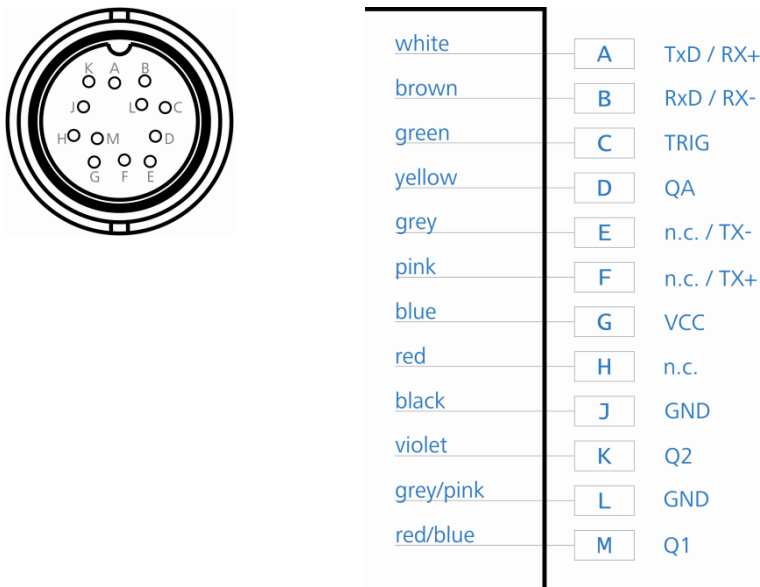 K A B
J L C
H M D
G F E
white A TxD / RX+
brown B RxD / RX-
green C TRIG
yellow D QA
grey E n.c. / TX-
pink F n.c. / TX+
blue G VCC
red H n.c.
black J GND
violet K Q2
grey/pink L GND
red/blue M Q1